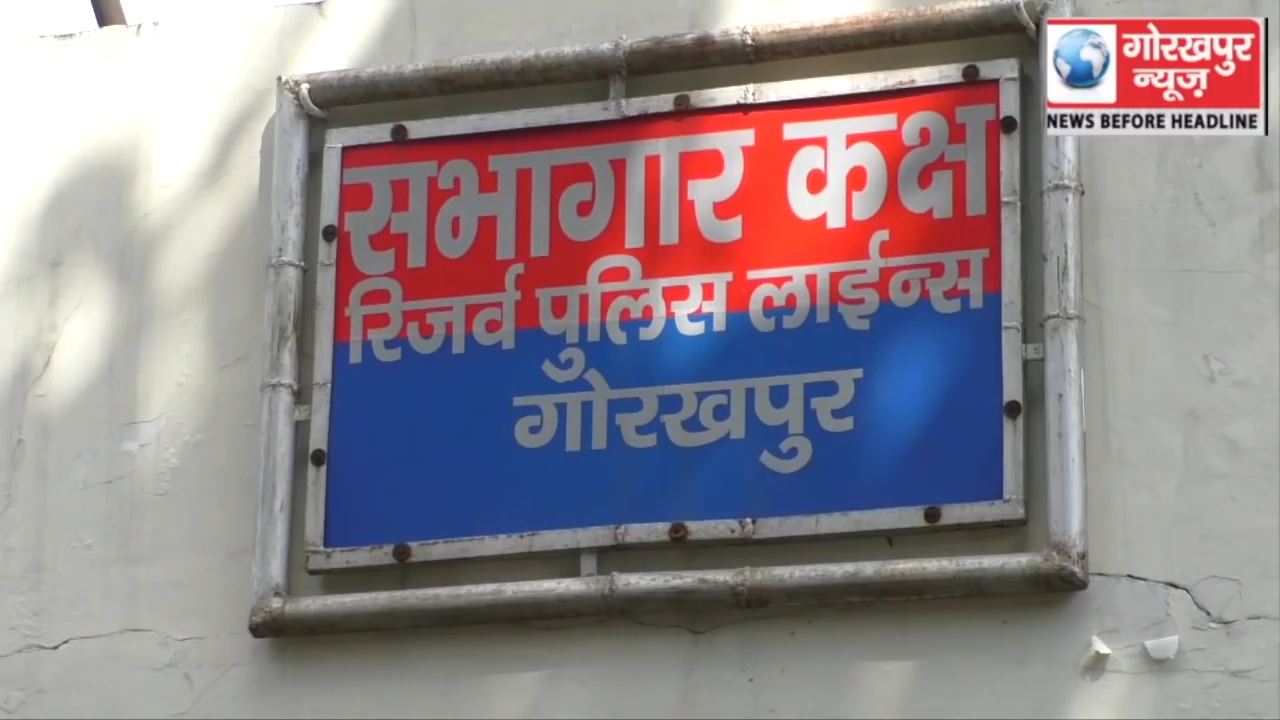 सभागार कक्ष
रिजर्व पुलिस लाईन्स
गोरखपुर
गोरखपुर
न्यूज़
NEWS BEFORE HEADLINE